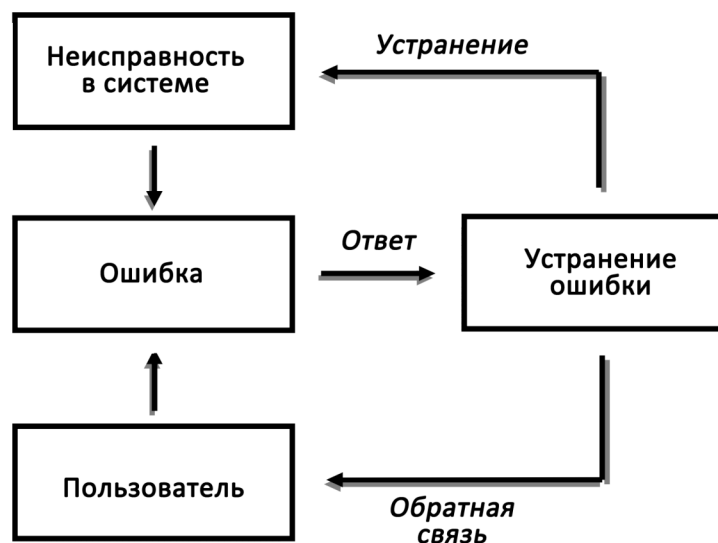 Неисправность
в системе
Устранение
Ошибка
Ответ
Устранение
ошибки
Пользователь
Обратная
связь